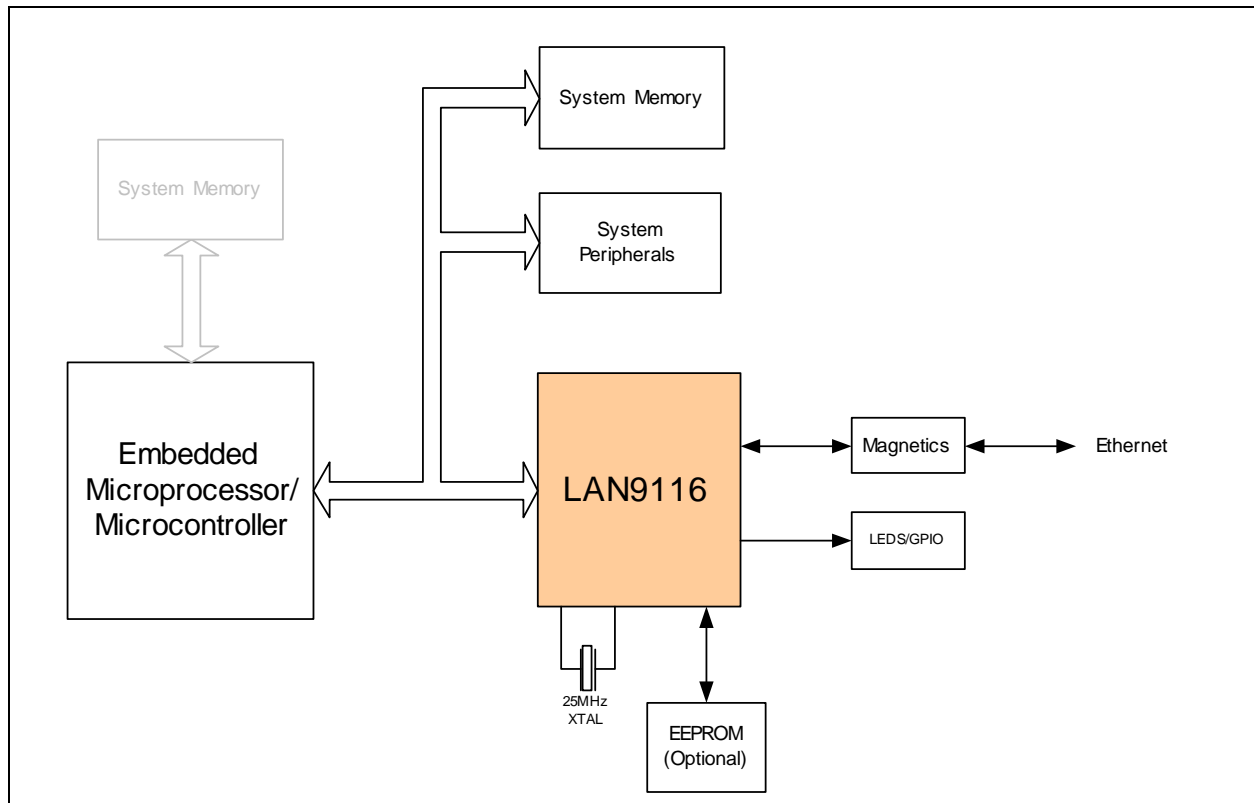 System Memory
System Memory
System
Peripherals
Embedded
Microprocessor/
Microcontroller
LAN9116
Magnetics
Ethernet
LEDS/GPIO
25MHz
XTAL
EEPROM
(Optional)